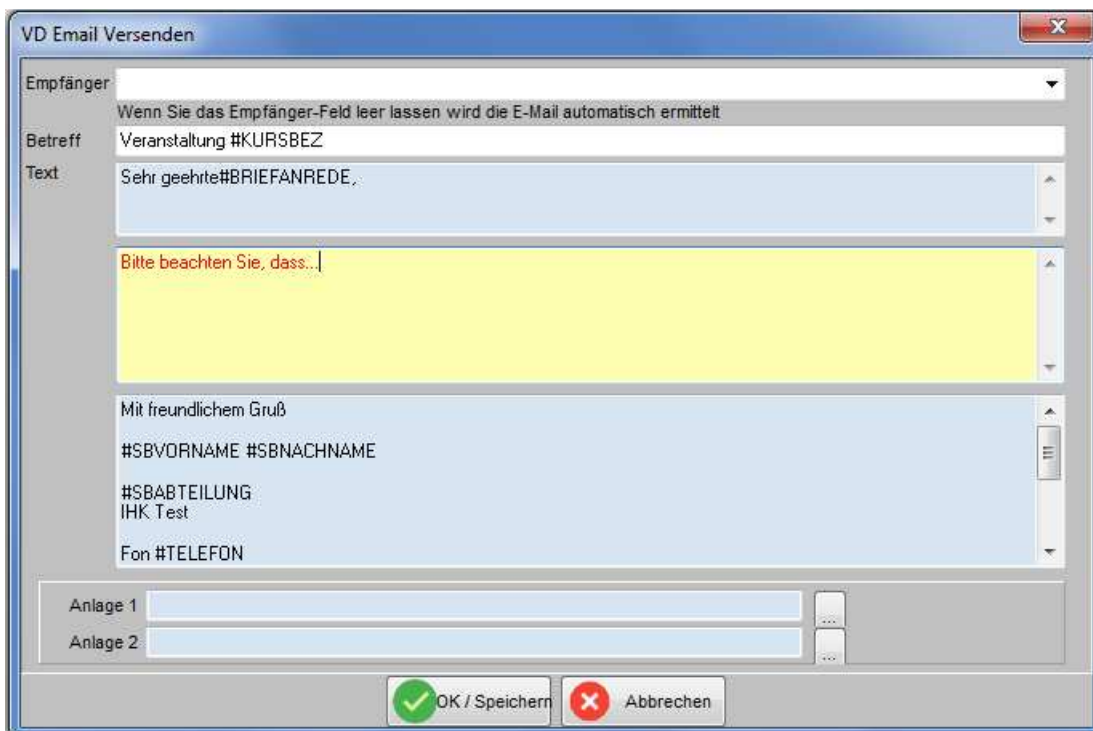 VD Email Versenden
Empfänger
Wenn Sie das Empfänger-Feld leer lassen wird die E-Mail automatisch ermittelt
Betreff Veranstaltung #KURSBEZ
Text Sehr geehrte#BRIEFANREDE,
Bitte beachten Sie, dass...
Mit freundlichem Gruß
#SBVORNAME #SBNACHNAME
#SBABTEILUNG
IHK Test
Fon #TELEFON
Anlage 1 ...
Anlage 2 ...
OK / Speichern Abbrechen